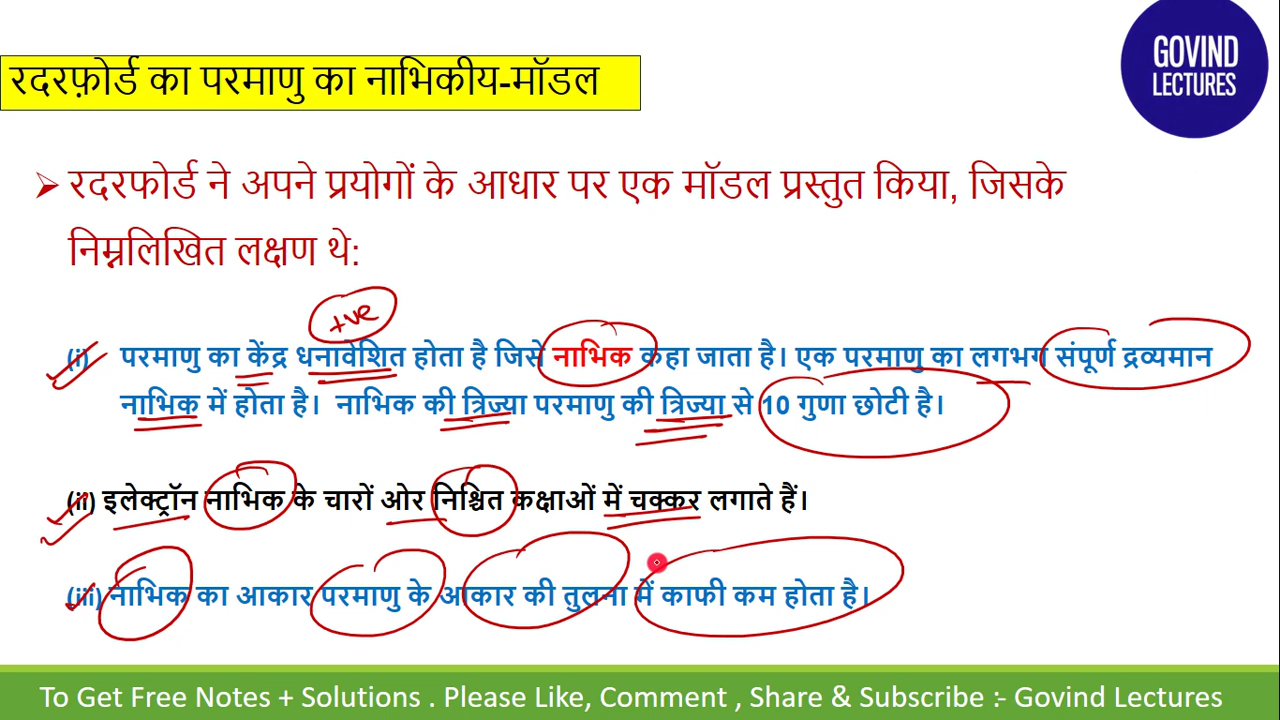 GOVIND
LECTURES
रदरफ़ोर्ड का परमाणु का नाभिकीय-मॉडल
रदरफोर्ड ने अपने प्रयोगों के आधार पर एक मॉडल प्रस्तुत किया, जिसके
निम्नलिखित लक्षण थे:
+ve
(i) परमाणु का केंद्र धनावेशित होता है जिसे नाभिक कहा जाता है। एक परमाणु का लगभग संपूर्ण द्रव्यमान
नाभिक में होता है। नाभिक की त्रिज्या परमाणु की त्रिज्या से 10 गुणा छोटी है।
(ii) इलेक्ट्रॉन नाभिक के चारों ओर निश्चित कक्षाओं में चक्कर लगाते हैं।
(iii) नाभिक का आकार परमाणु के आकार की तुलना में काफी कम होता है।
To Get Free Notes + Solutions . Please Like, Comment , Share & Subscribe :- Govind Lectures